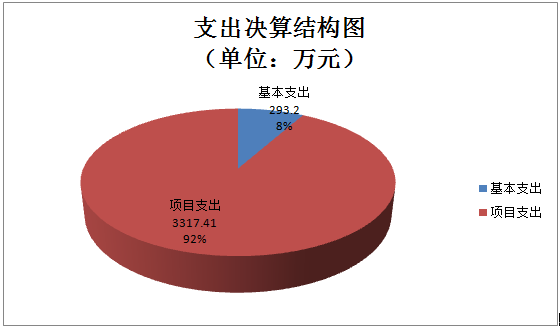 支出决算结构图
（单位：万元）
基本支出
293.2
8%
项目支出
3317.41
92%
基本支出
项目支出